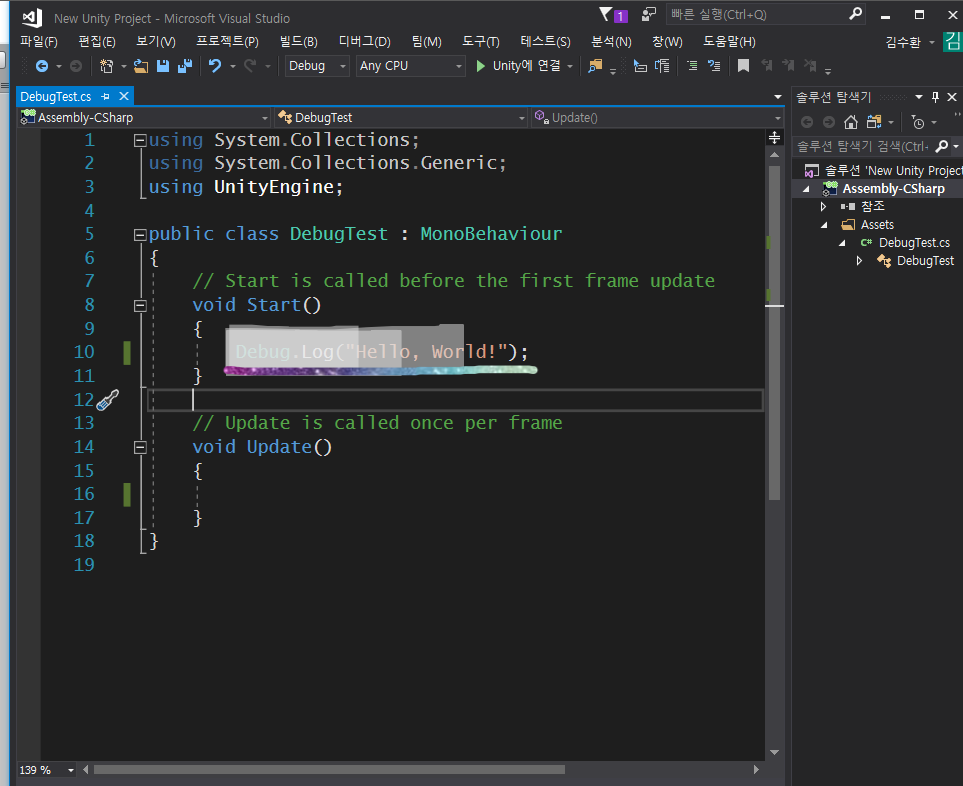 New Unity Project - Microsoft Visual Studio
1
빠른 실행(Ctrl+Q)
파일(F) 편집(E) 보기(V) 프로젝트(P) 빌드(B) 디버그(D) 팀(M) 도구(T) 테스트(S) 분석(N) 창(W) 도움말(H)
김수환 김
Debug Any CPU Unity에 연결
DebugTest.cs
Assembly-CSharp DebugTest Update()
1 using System.Collections;
2 using System.Collections.Generic;
3 using UnityEngine;
4
5 public class DebugTest : MonoBehaviour
6 {
7 // Start is called before the first frame update
8 void Start()
9 {
10 Debug.Log("Hello, World!");
11 }
12
13 // Update is called once per frame
14 void Update()
15 {
16
17 }
18 }
19
139 %
솔루션 탐색기
솔루션 탐색기 검색(Ctrl+
솔루션 'New Unity Project
Assembly-CSharp
참조
Assets
C# DebugTest.cs
DebugTest